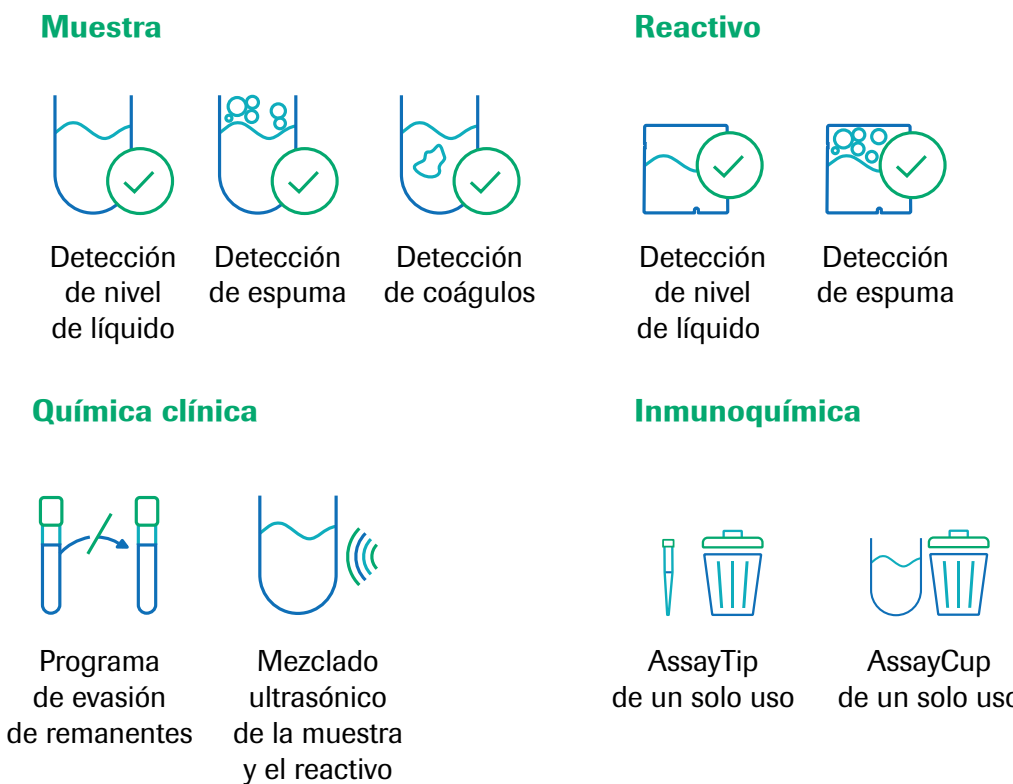 Muestra
Detección
de nivel
de líquido
Detección
de espuma
Detección
de coágulos
Reactivo
Detección
de nivel
de líquido
Detección
de espuma
Química clínica
Programa
de evasión
de remanentes
Mezclado
ultrasónico
de la muestra
y el reactivo
Inmunoquímica
AssayTip
de un solo uso
AssayCup
de un solo uso